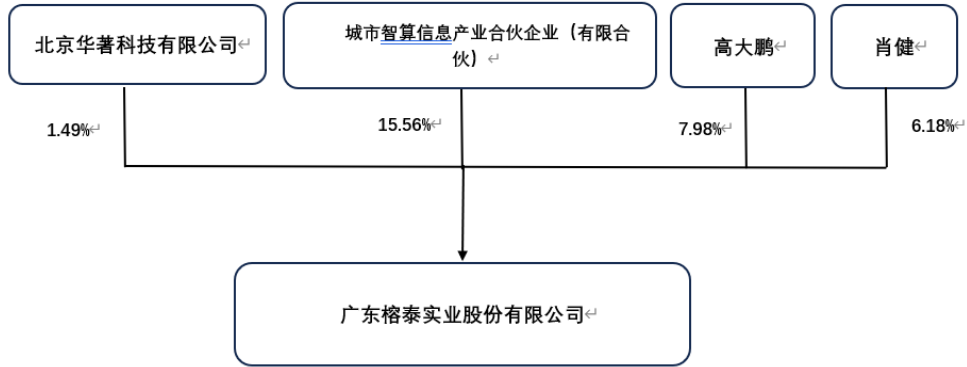 北京华著科技有限公司
城市智算信息产业合伙企业（有限合
伙）
高大鹏
肖健
1.49%
15.56%
7.98%
6.18%
广东榕泰实业股份有限公司